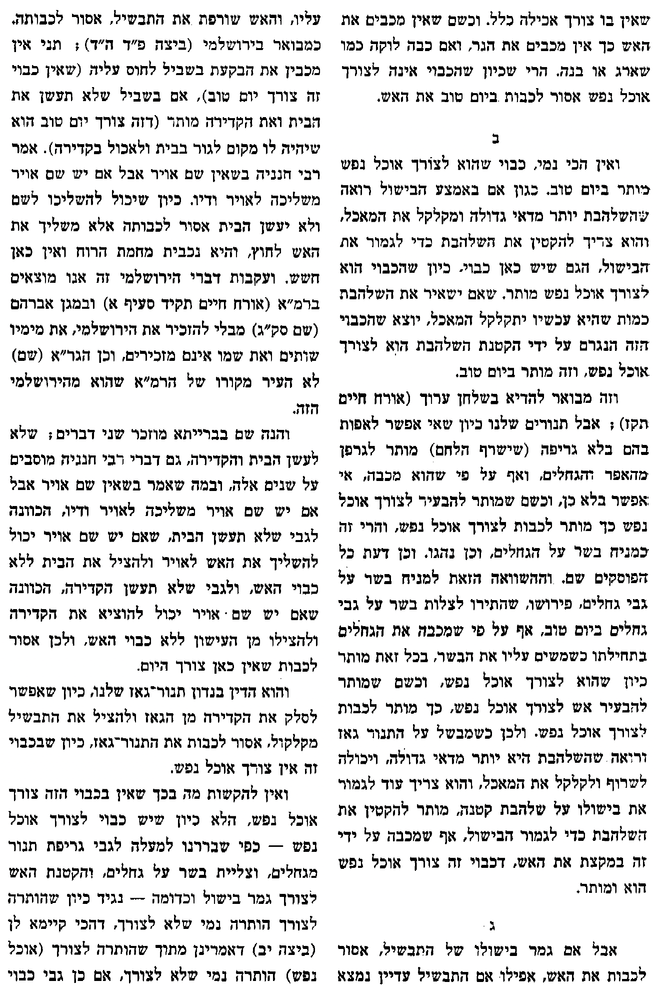 שאין בו צורך אכילה כלל. וכשם שאין מכבים את
האש כך אין מכבים את הנר, ואם כבה לוקה כמו
שארג או בנה. הרי שכיון שהכבוי אינה לצורך
אוכל נפש אסור לכבות ביום טוב את האש.
ב
ואין הכי נמי, כבוי שהוא לצורך אוכל נפש
מותר ביום טוב. כגון אם באמצע הבישול רואה
שהשלהבת יותר מדאי גדולה ומקלקל את המאכל,
והוא צריך להקטין את השלהבת כדי לגמור את
הבישול, הגם שיש כאן כבוי. כיון שהכבוי הוא
לצורך אוכל נפש מותר. שאם ישאיר את השלהבת
כמות שהיא עכשיו יתקלקל המאכל, יוצא שהכבוי
הזה הנגרם על ידי הקטנת השלהבת הוא לצורך
אוכל נפש, וזה מותר ביום טוב.
וזה מבואר להדיא בשלחן ערוך (אורח חיים
תקז) ; אבל תנורים שלנו כיון שאי אפשר לאפות
בהם בלא גריפה (שישרף הלחם) מותר לגרפן
מהאפר והגחלים, ואף על פי שהוא מכבה, אי
אפשר בלא כן, וכשם שמותר להבעיר לצורך אוכל
נפש כך מותר לכבות לצורך אוכל נפש, והרי זה
כמניח בשר על הגחלים, וכן נהגו. וכן דעת כל
הפוסקים שם. וההשוואה הזאת למניח בשר על
גבי גחלים, פירושו, שהתירו לצלות בשר על גבי
גחלים ביום טוב, אף על פי שמכבה את הגחלים
בתחילתו כשמשים עליו את הבשר, בכל זאת מותר
כיון שהוא לצורך אוכל נפש, וכשם שמותר
להבעיר אש לצורך אוכל נפש, כך מותר לכבות
לצורך אוכל נפש. ולכן כשמבשל על התנור גאז
ורואה שהשלהבת היא יותר מדאי גדולה, ויכולה
לשרוף ולקלקל את המאכל, והוא צריך עוד לגמור
את בישולו על שלהבת קטנה, מותר להקטין את
השלהבת כדי לגמור הבישול, אף שמכבה על ידי
זה במקצת את האש, דכבוי זה צורך אוכל נפש
הוא ומותר.
ג
אבל אם גמר בישולו של התבשיל, אסור
לכבות את האש, אפילו אם התבשיל עדיין נמצא
עליו, והאש שורפת את התבשיל, אסור לכבותה.
כמבואר בירושלמי (ביצה פ״ד ה״ד) ; תני אין
מכבין את הבקעת בשביל לחוס עליה (שאין כבוי
זה צורך יום טוב), אם בשביל שלא תעשן את
הבית ואת הקדירה מותר (דזה צורך יום טוב הוא
שיהיה לו מקום לגור בבית ולאכול בקדירה). אמר
רבי חנניה בשאין שם אויר אבל אם יש שם אויר
משליכה לאויר ודיו. כיון שיכול להשליכו לשם
ולא יעשן הבית אסור לכבותה אלא משליך את
האש לחוץ, והיא נכבית מחמת הרוח ואין כאן
חשש. ועקבות דברי הירושלמי זה אנו מוצאים
ברמ״א (אורח חיים תקיד סעיף א) ובמגן אברהם
(שם סק״ג) מבלי להזכיר את הירושלמי, את מימיו
שותים ואת שמו אינם מזכירים, וכן הגר״א (שם)
לא העיר מקורו של הרמ״א שהוא מהירושלמי
הזה.
והנה שם בברייתא מוזכר שני דברים ; שלא
לעשן הבית והקדירה, גם דברי רבי חנניה מוסבים
על שנים אלה, ובמה שאמר בשאין שם אויר אבל
אם יש שם אויר משליכה לאויר ודיו, הכוונה
לגבי שלא תעשן הבית, שאם יש שם אויר יכול
להשליך את האש לאויר ולהציל את הבית ללא
כבוי האש, ולגבי שלא תעשן הקדירה, הכוונה
שאם יש שם אויר יכול להוציא את הקדירה
ולהצילו מן העישון ללא כבוי האש, ולכן אסור
לכבות שאין כאן צורך היום.
והוא הדין בנדון תנור־גאז שלנו, כיון שאפשר
לסלק את הקדירה מן הגאז ולהציל את התבשיל
מקלקול, אסור לכבות את התנור־גאז, כיון שבכבוי
זה אין צורך אוכל נפש.
ואין להקשות מה בכך שאין בכבוי הזה צורך
אוכל נפש, הלא כיון שיש כבוי לצורך אוכל
נפש — כפי שבררנו למעלה לגבי גריפת תנור
מגחלים, וצליית בשר על גחלים, והקטנת האש
לצורך גמר בישול וכדומה — נגיד כיון שהותרה
לצורך הותרה נמי שלא לצורך, דהכי קיימא לן
(ביצה יב) דאמרינן מתוך שהותרה לצורך (אוכל
נפש) הותרה נמי שלא לצורך, אם כן גבי כבוי